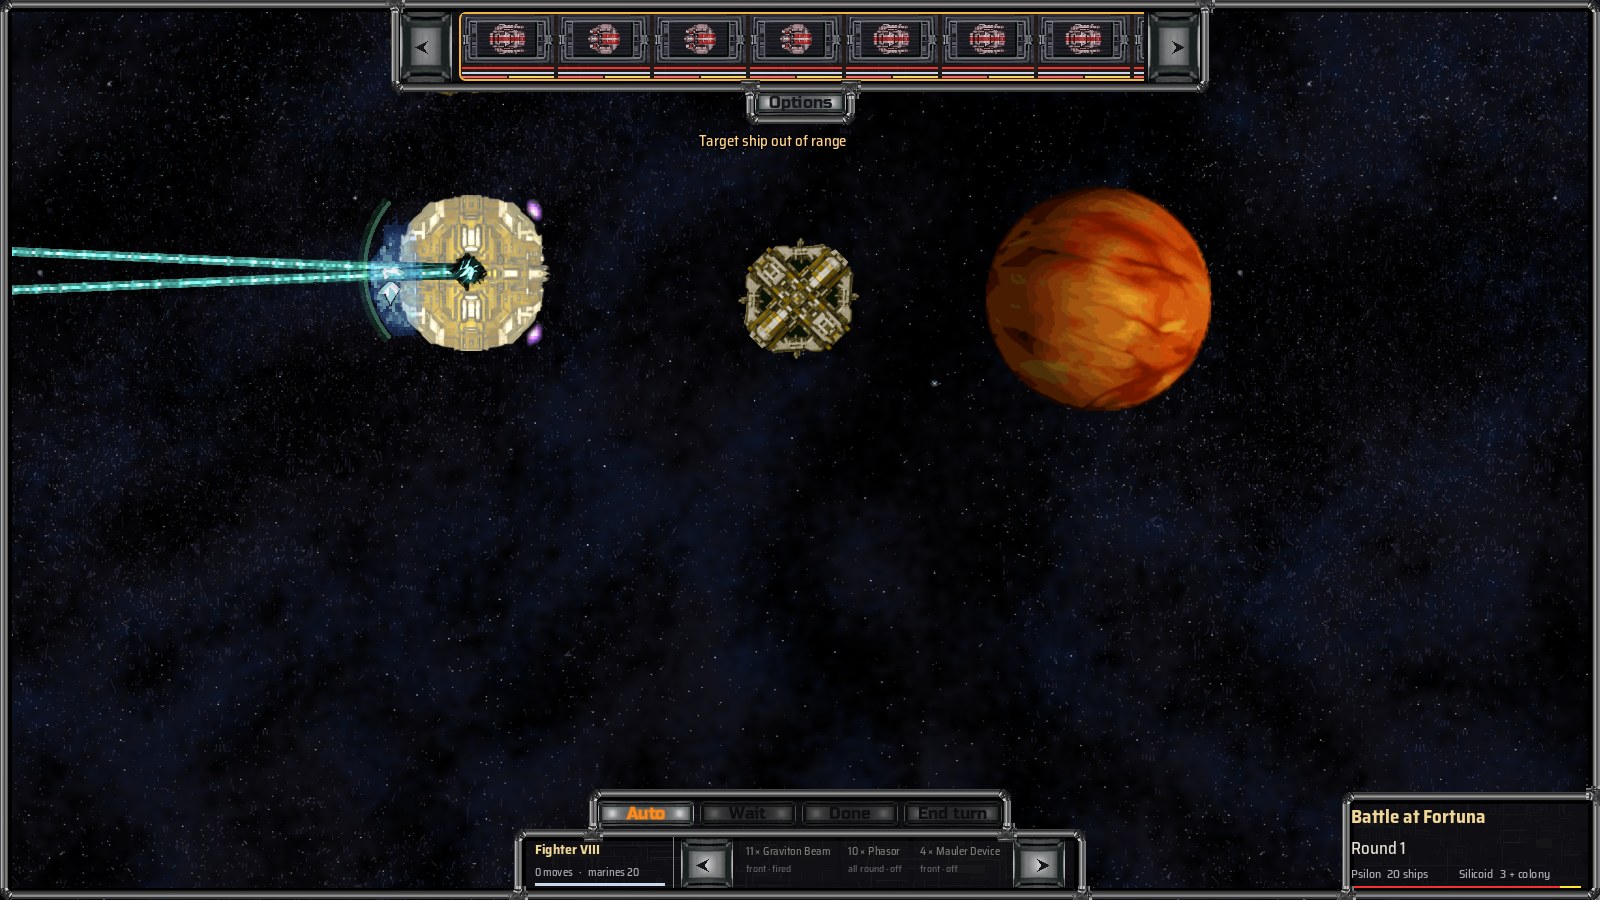 Options
Target ship out of range
Auto
Wait
Done
End turn
Fighter VIII
0 moves · marines 20
11 × Graviton Beam
front · fired
10 × Phasor
all round · off
4 × Mauler Device
front · off
Battle at Fortuna
Round 1
Psilon 20 ships
Silicoid 3 + colony